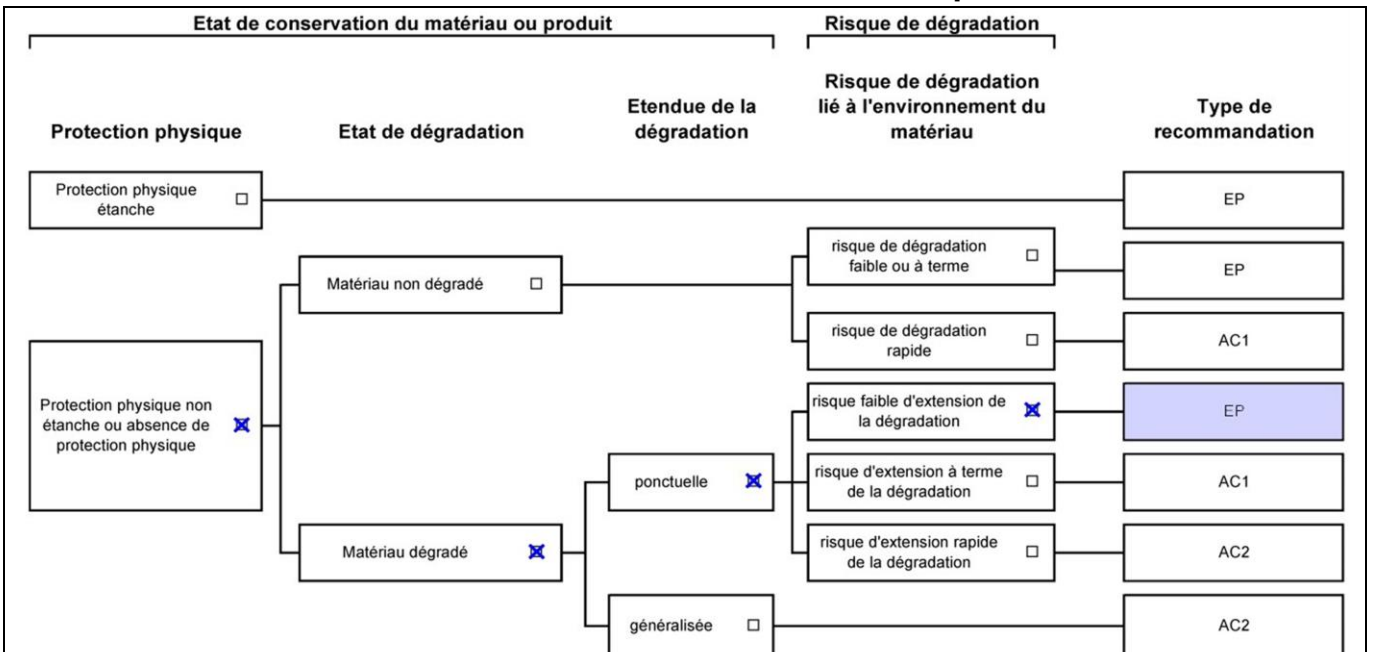 Etat de conservation du matériau ou produit
Risque de dégradation
Protection physique
Etat de dégradation
Etendue de la
dégradation
Risque de dégradation
lié à l'environnement du
matériau
Type de
recommandation
Protection physique
étanche
EP
risque de dégradation
faible ou à terme
EP
Matériau non dégradé
risque de dégradation
rapide
AC1
Protection physique non
étanche ou absence de
protection physique
risque faible d'extension de
la dégradation
EP
ponctuelle
risque d'extension à terme
de la dégradation
AC1
Matériau dégradé
risque d'extension rapide
de la dégradation
AC2
généralisée
AC2